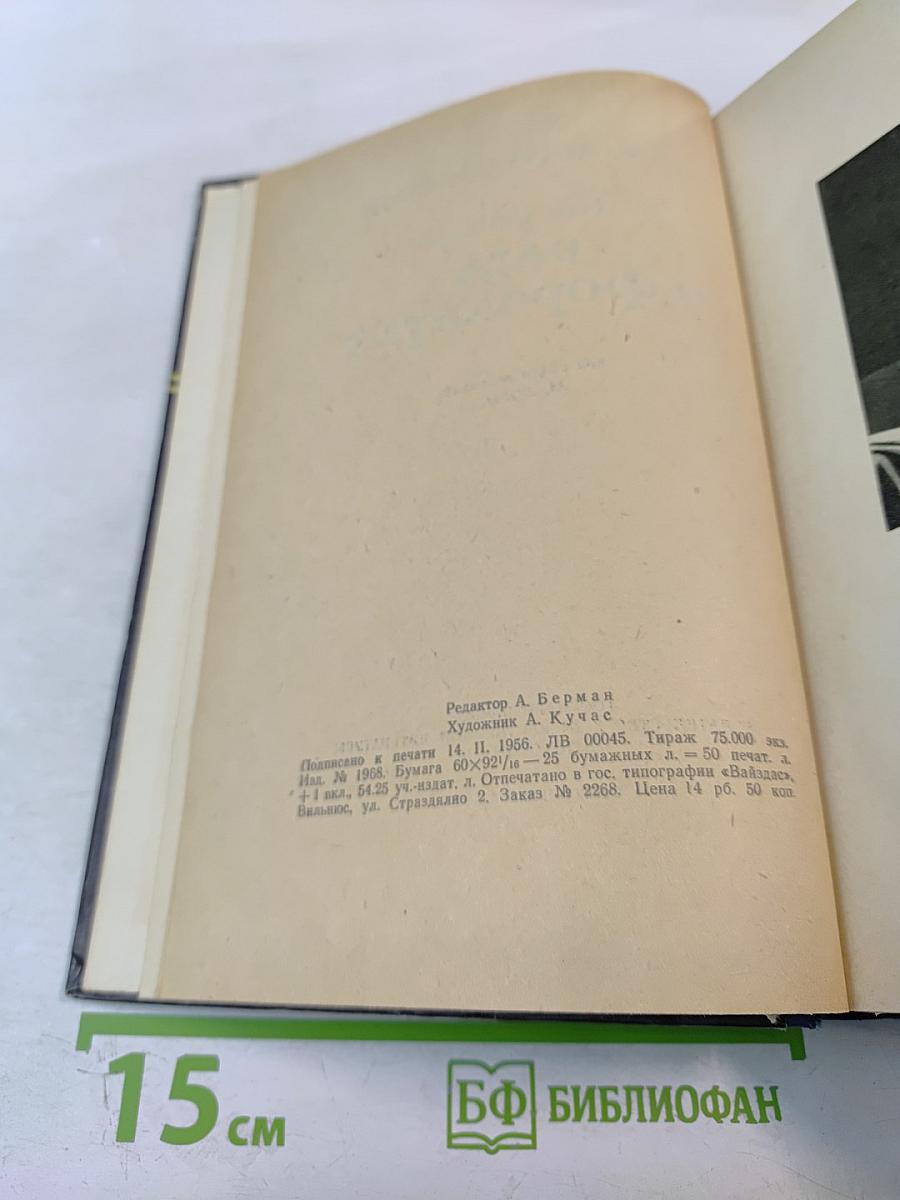 Редактор А. Берман
Художник А. Кучас
Подписано к печати 14. II. 1956. ЛВ 00045. Тираж 75.000 экз.
Изд. № 1968. Бумага 60×92¹/₁₆ — 25 бумажных л. = 50 печат. л.
+1 вкл., 54.25 уч.-издат. л. Отпечатано в гос. типографии «Вайздас»,
Вильнюс, ул. Страздялио 2. Заказ № 2268. Цена 14 рб. 50 коп.
15 см
БФ БИБЛИОФАН